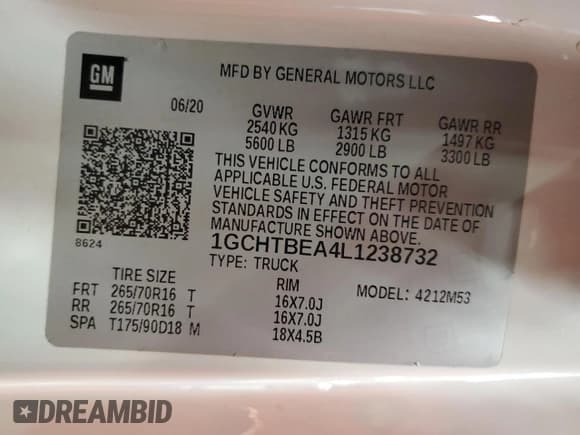 GM
MFD BY GENERAL MOTORS LLC
06/20 GVWR GAWR FRT GAWR RR
2540 KG 1315 KG 1497 KG
5600 LB 2900 LB 3300 LB
THIS VEHICLE CONFORMS TO ALL
APPLICABLE U.S. FEDERAL MOTOR
VEHICLE SAFETY AND THEFT PREVENTION
STANDARDS IN EFFECT ON THE DATE OF
MANUFACTURE SHOWN ABOVE.
8624 1GCHTBEA4L1238732
TYPE: TRUCK
TIRE SIZE RIM MODEL: 4212M53
FRT 265/70R16 T 16X7.0J
RR 265/70R16 T 16X7.0J
SPA T175/90D18 M 18X4.5B
DREAMBID